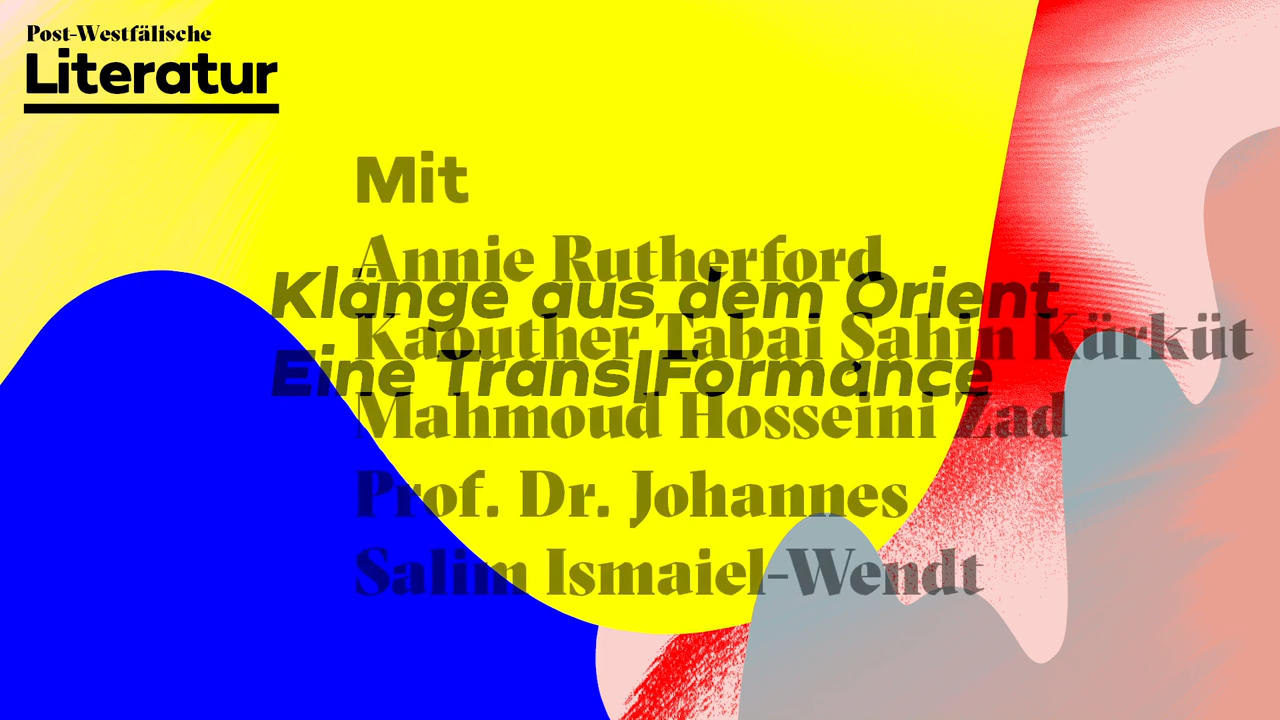 Post-Westfälische
Literatur
Mit
Annie Rutherford
Klänge aus dem Orient
Kaouther Tabai Sahin Kürküt
Eine Trans|Formance
Mahmoud Hosseini Zad
Prof. Dr. Johannes
Salim Ismaiel-Wendt